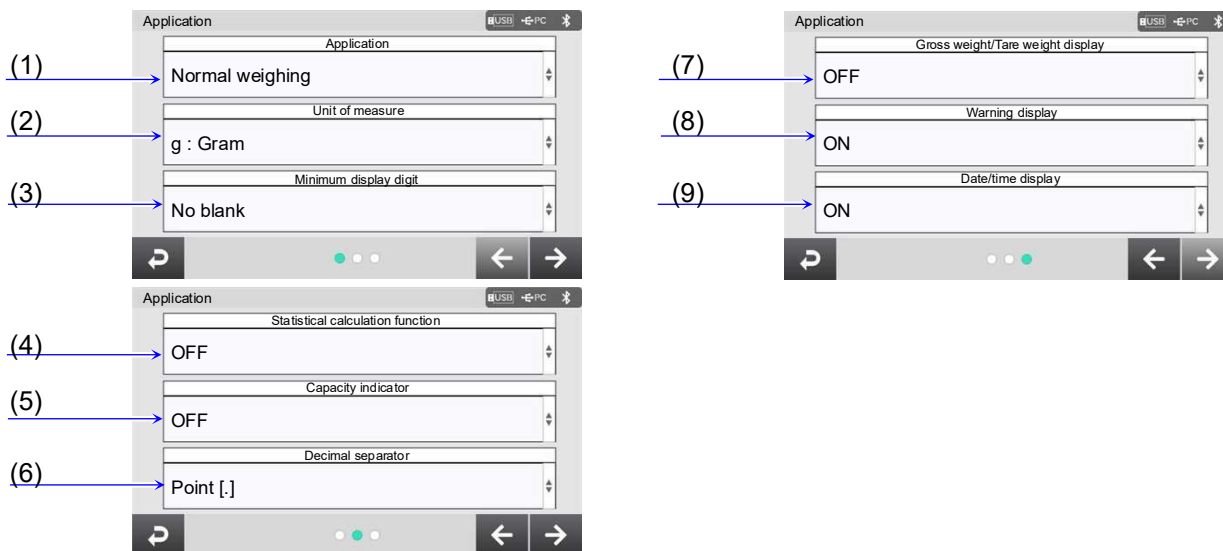 Application
USB PC
(1)
Application
Normal weighing
(2)
Unit of measure
g : Gram
(3)
Minimum display digit
No blank
Application
USB PC
(4)
Statistical calculation function
OFF
(5)
Capacity indicator
OFF
(6)
Decimal separator
Point [.]
Application
USB PC
(7)
Gross weight/Tare weight display
OFF
(8)
Warning display
ON
(9)
Date/time display
ON